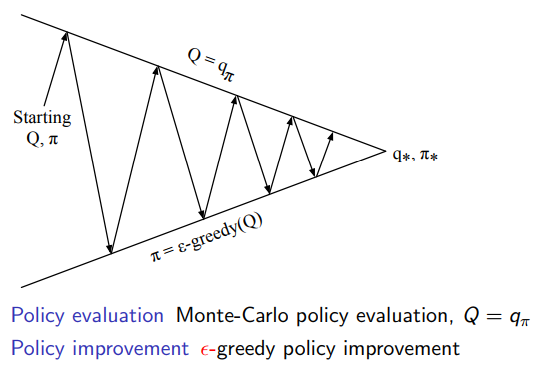 Q = qπ
Starting
Q, π
q*, π*
π = ε-greedy(Q)
Policy evaluation Monte-Carlo policy evaluation, Q = qπ
Policy improvement ϵ-greedy policy improvement